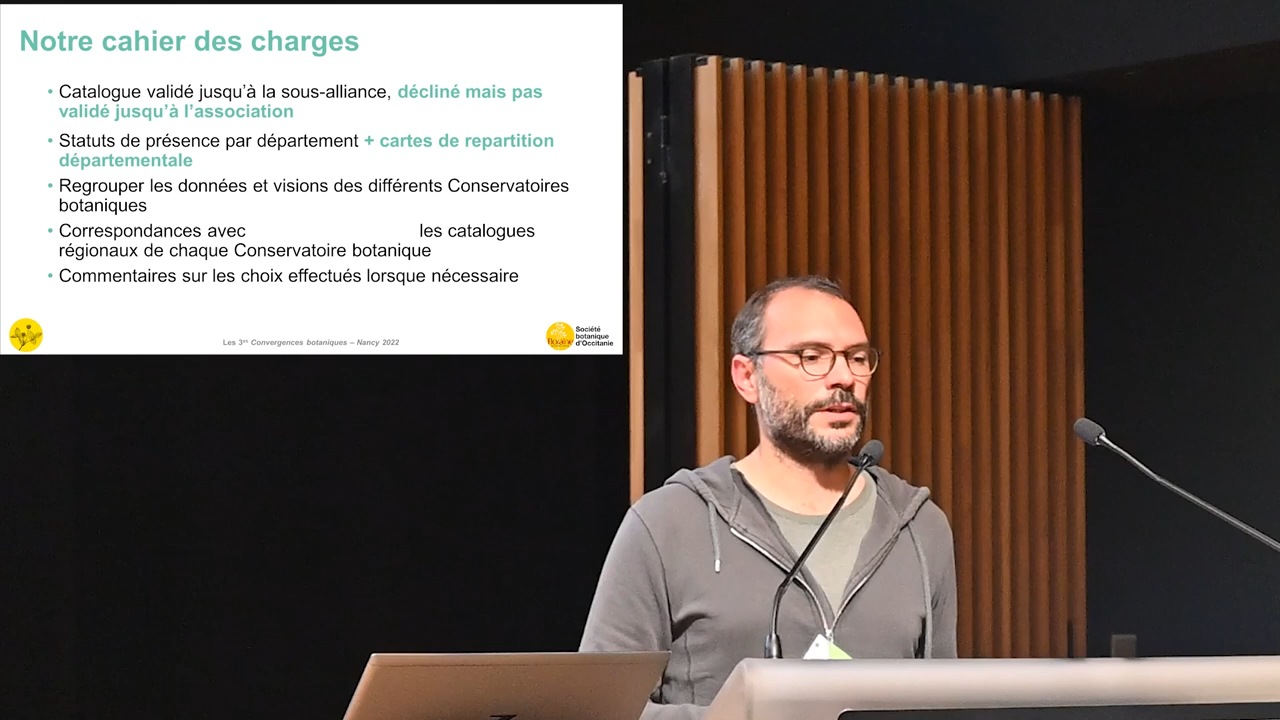 Notre cahier des charges
• Catalogue validé jusqu’à la sous-alliance, décliné mais pas
validé jusqu’à l’association
• Statuts de présence par département + cartes de repartition
départementale
• Regrouper les données et visions des différents Conservatoires
botaniques
• Correspondances avec les catalogues
régionaux de chaque Conservatoire botanique
• Commentaires sur les choix effectués lorsque nécessaire
Les 3es Convergences botaniques – Nancy 2022
Société
botanique
d’Occitanie